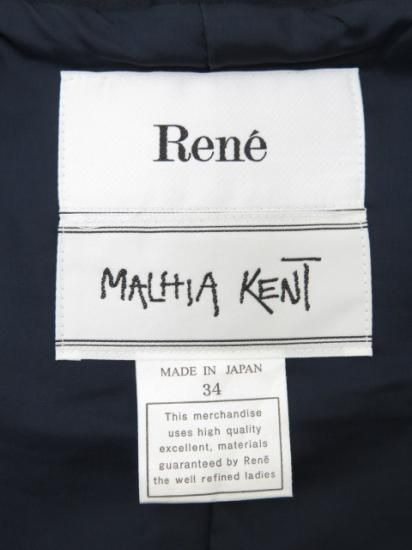 René
MALHIA KENT
MADE IN JAPAN
34
This merchandise
uses high quality
excellent, materials
guaranteed by René
the well refined ladies